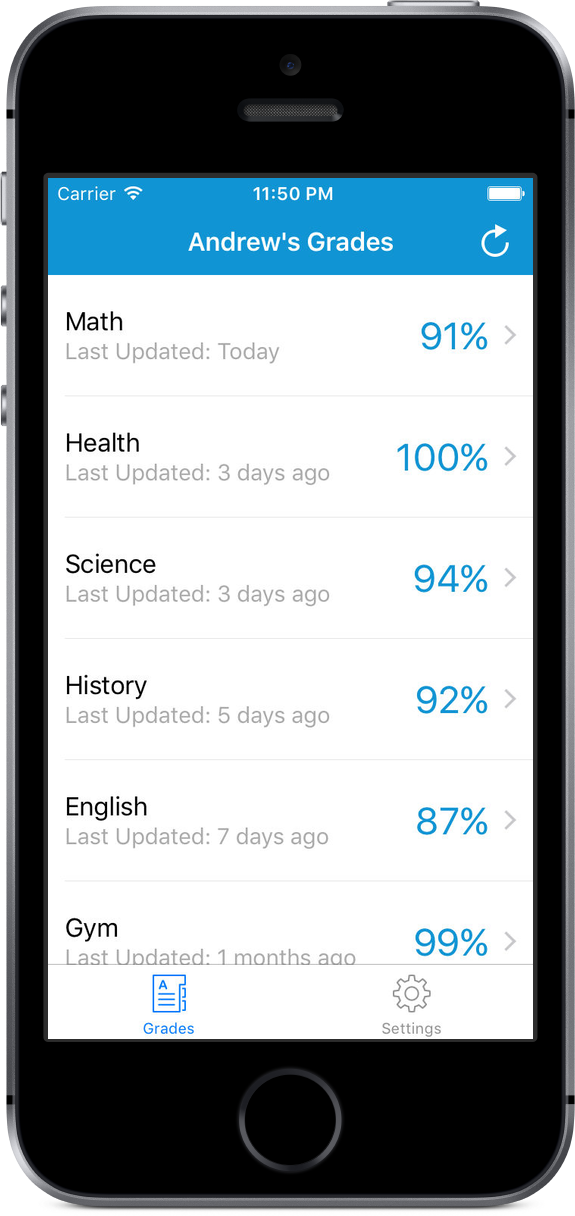 Carrier 11:50 PM
Andrew's Grades
Math
Last Updated: Today
91%
Health
Last Updated: 3 days ago
100%
Science
Last Updated: 3 days ago
94%
History
Last Updated: 5 days ago
92%
English
Last Updated: 7 days ago
87%
Gym
Last Updated: 1 months ago
99%
A
Grades
Settings